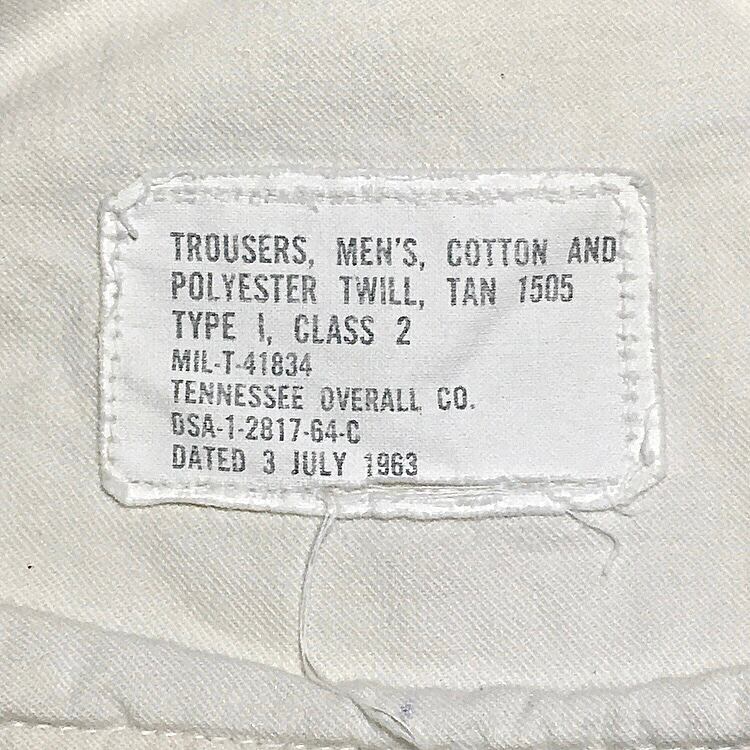 TROUSERS, MEN'S, COTTON AND
POLYESTER TWILL, TAN 1505
TYPE I, CLASS 2
MIL-T-41834
TENNESSEE OVERALL CO.
DSA-1-2817-64-C
DATED 3 JULY 1963